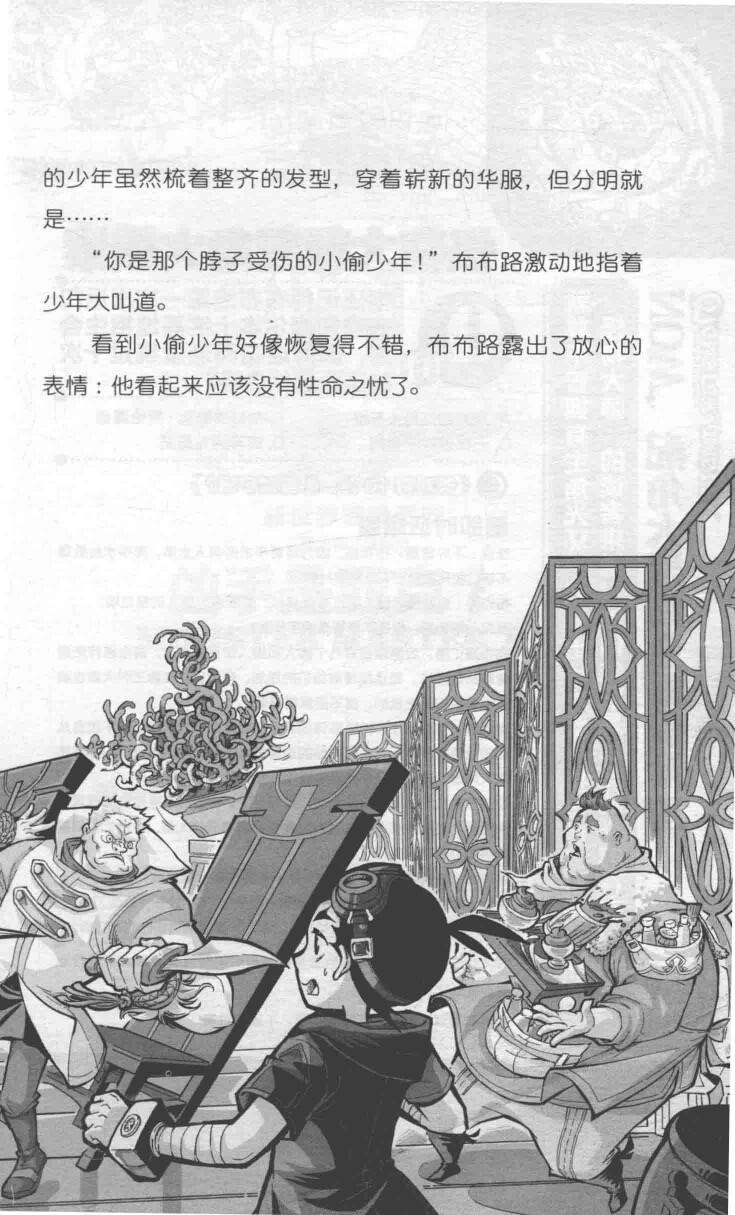 的少年虽然梳着整齐的发型，穿着崭新的华服，但分明就
是……
“你是那个脖子受伤的小偷少年！”布布路激动地指着
少年大叫道。
看到小偷少年好像恢复得不错，布布路露出了放心的
表情：他看起来应该没有性命之忧了。